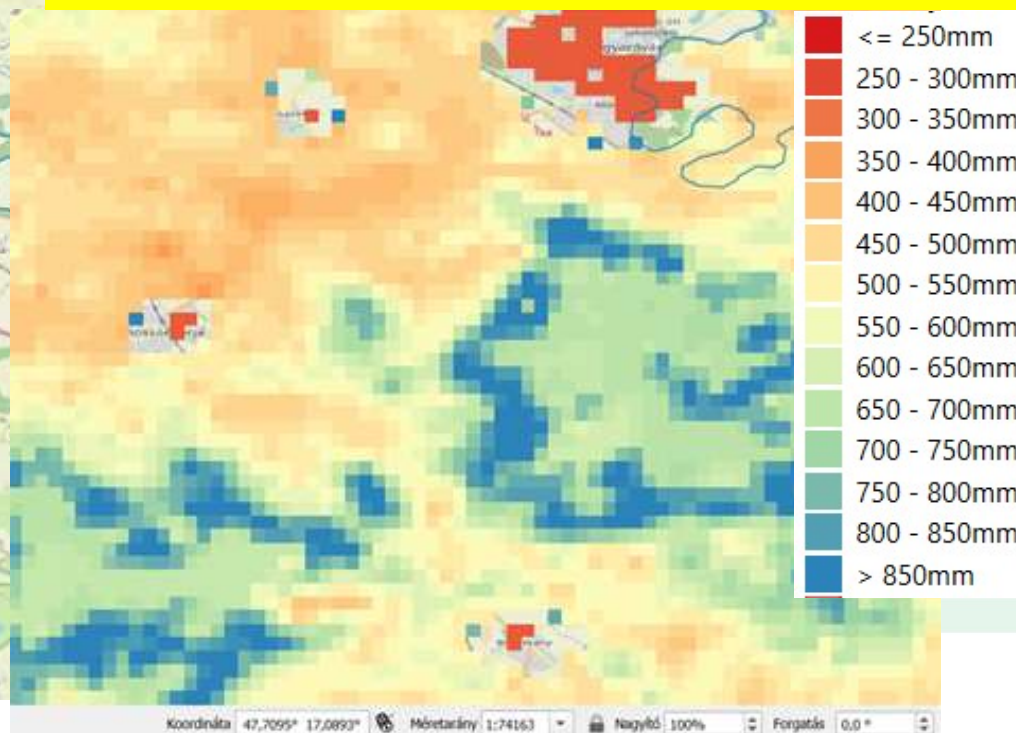 <= 250mm
250 - 300mm
300 - 350mm
350 - 400mm
400 - 450mm
450 - 500mm
500 - 550mm
550 - 600mm
600 - 650mm
650 - 700mm
700 - 750mm
750 - 800mm
800 - 850mm
> 850mm
Koordináta 47,7095° 17,0893° Méretarány 1:74163 Nagyító 100% Forgatás 0,0 °